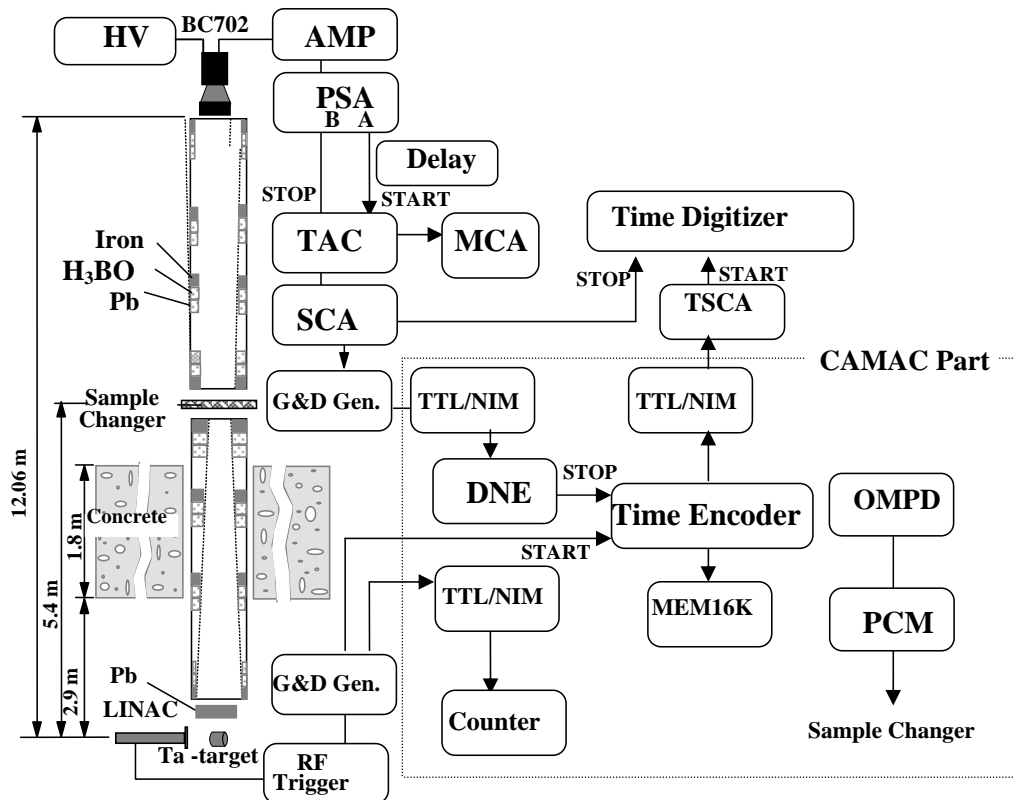 HV
BC702
AMP
PSA
B A
Delay
STOP
START
TAC
MCA
Time Digitizer
Iron
H₃BO
Pb
SCA
STOP
START
TSCA
CAMAC Part
Sample
Changer
G&D Gen.
TTL/NIM
TTL/NIM
12.06 m
5.4 m
1.8 m
2.9 m
Concrete
DNE
STOP
Time Encoder
START
OMPD
TTL/NIM
MEM16K
PCM
Pb
LINAC
G&D Gen.
Counter
Sample Changer
Ta -target
RF
Trigger